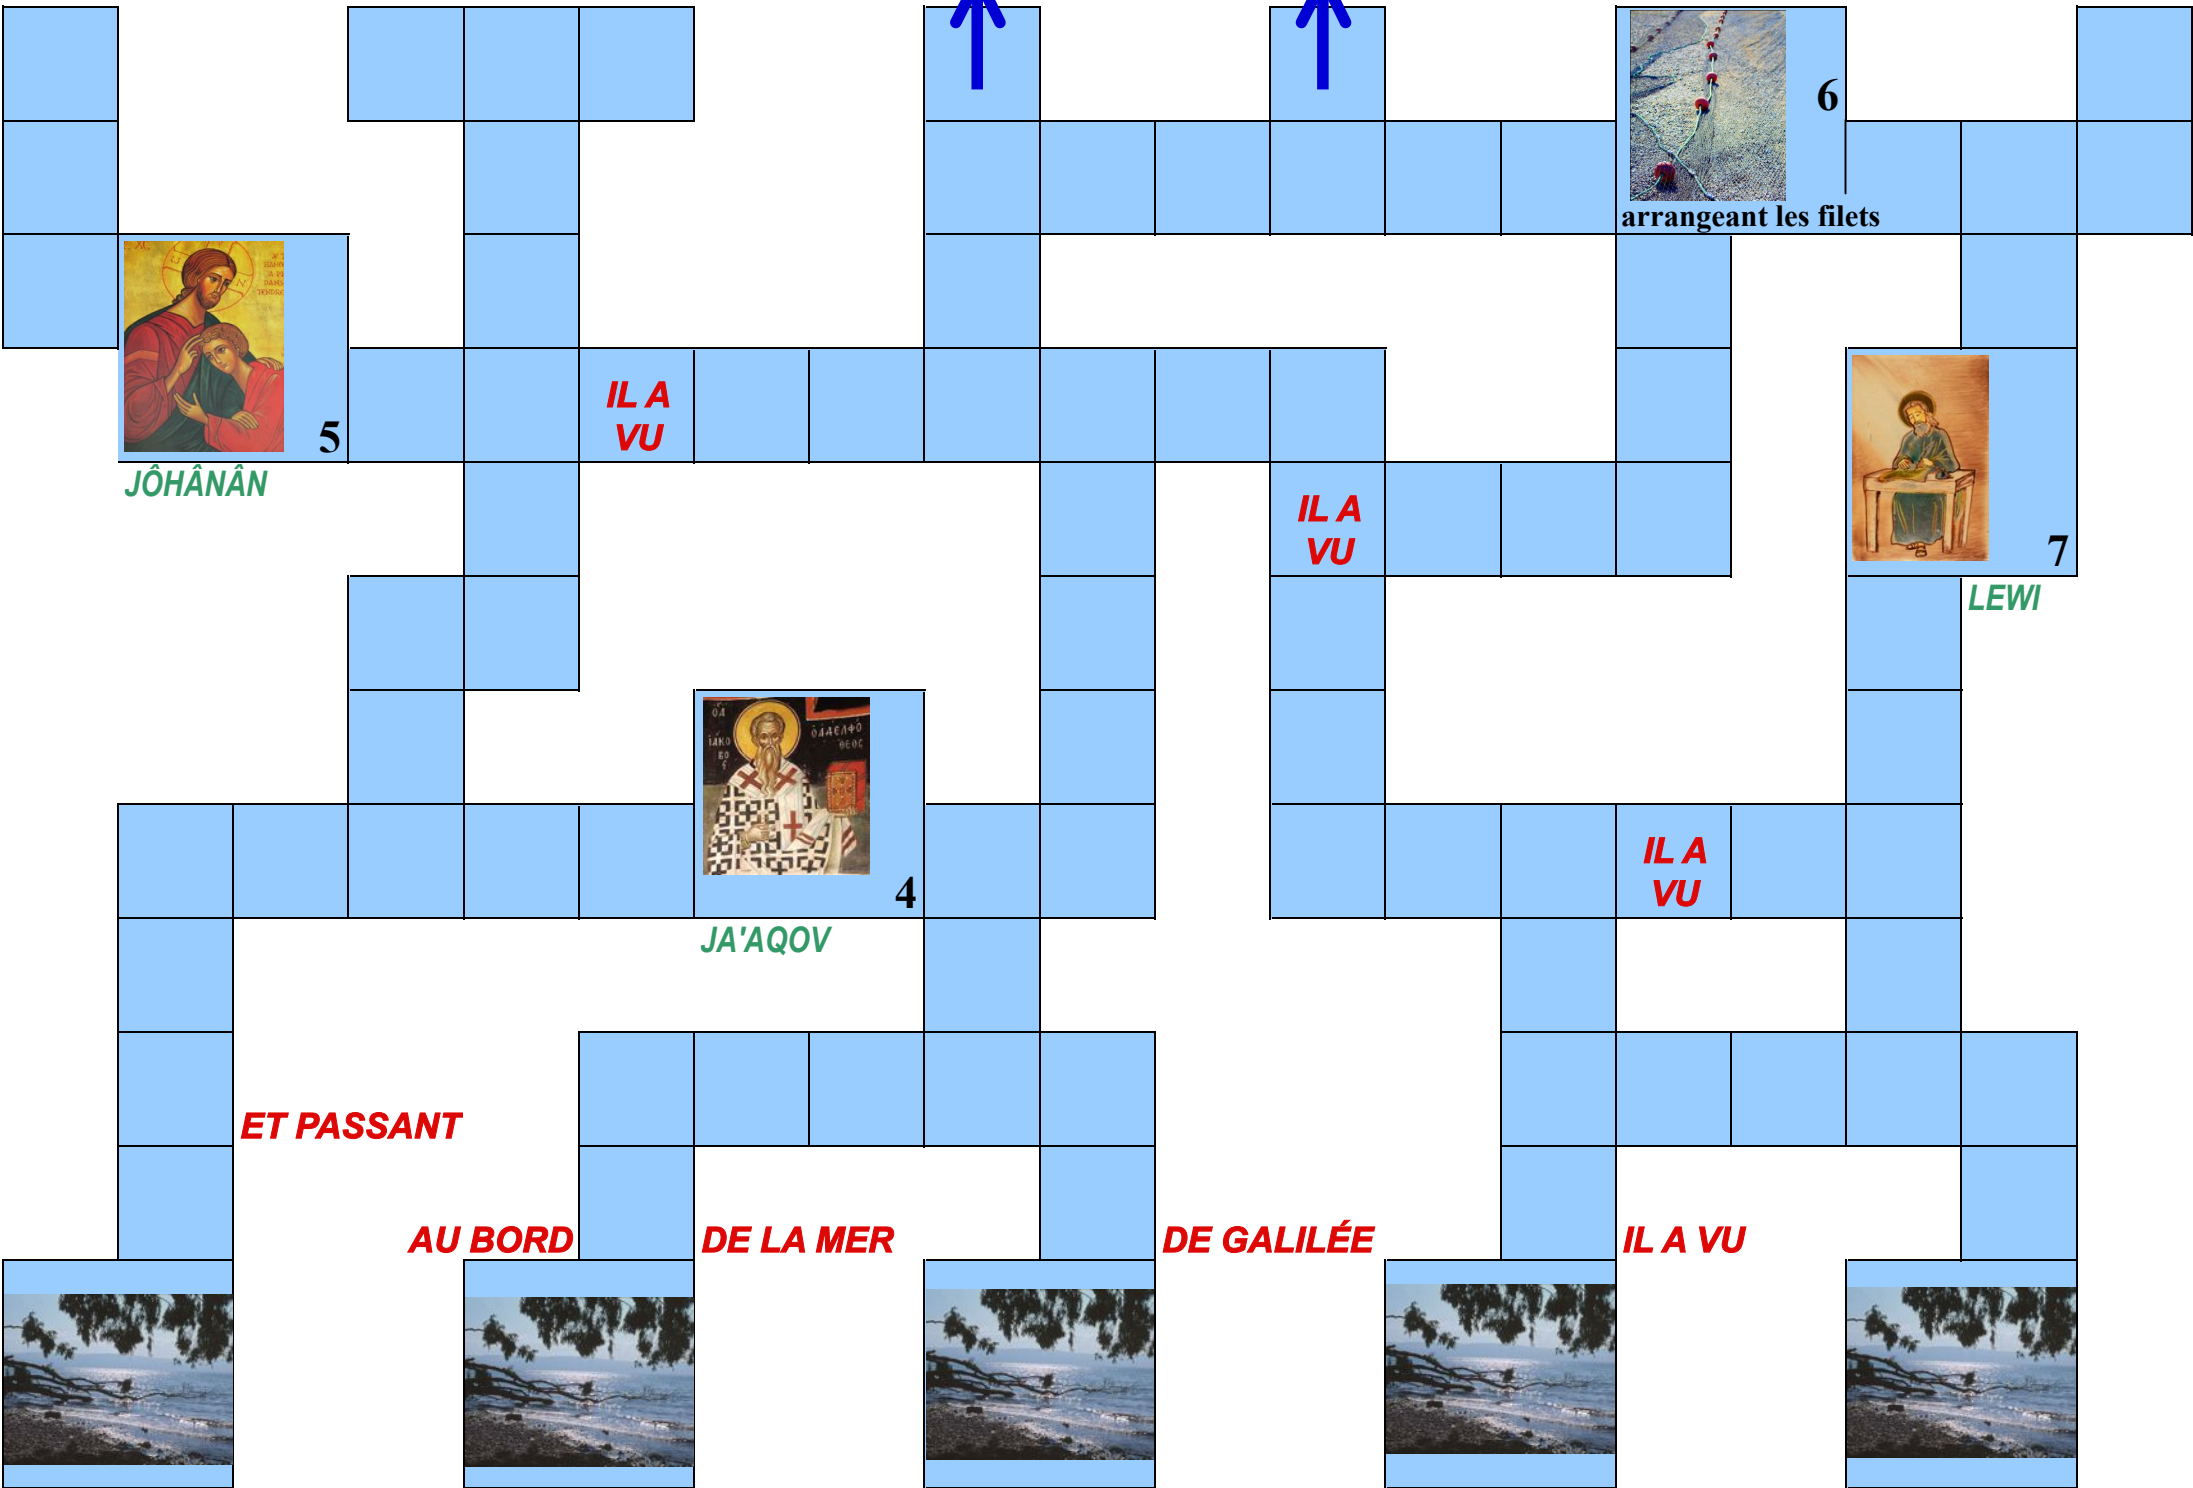 6
arrangeant les filets
IL A
VU
5
JÔHÂNÂN
IL A
VU
7
LEWI
4
JA'AQOV
IL A
VU
ET PASSANT
AU BORD DE LA MER DE GALILÉE IL A VU